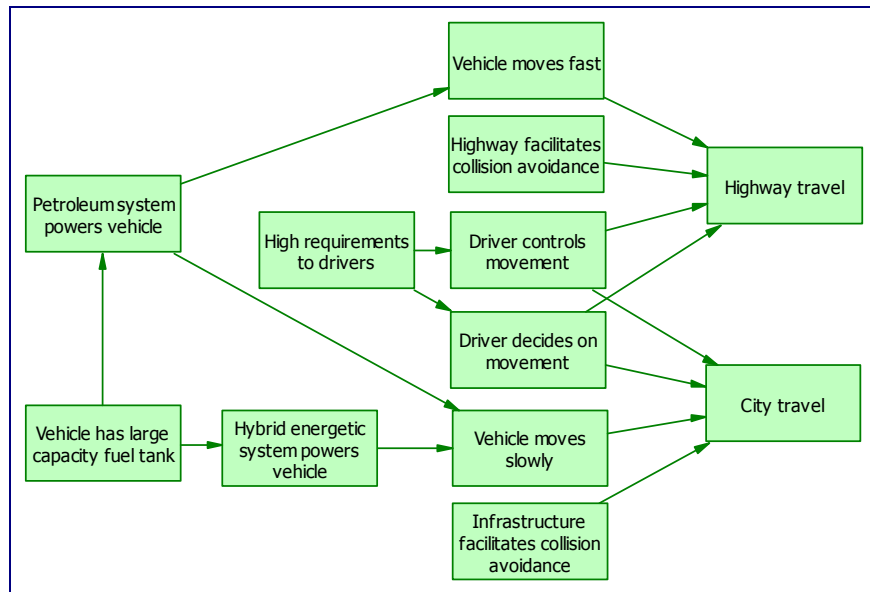 Vehicle moves fast
Highway facilitates
collision avoidance
Highway travel
Petroleum system
powers vehicle
High requirements
to drivers
Driver controls
movement
Driver decides on
movement
City travel
Vehicle has large
capacity fuel tank
Hybrid energetic
system powers
vehicle
Vehicle moves
slowly
Infrastructure
facilitates collision
avoidance